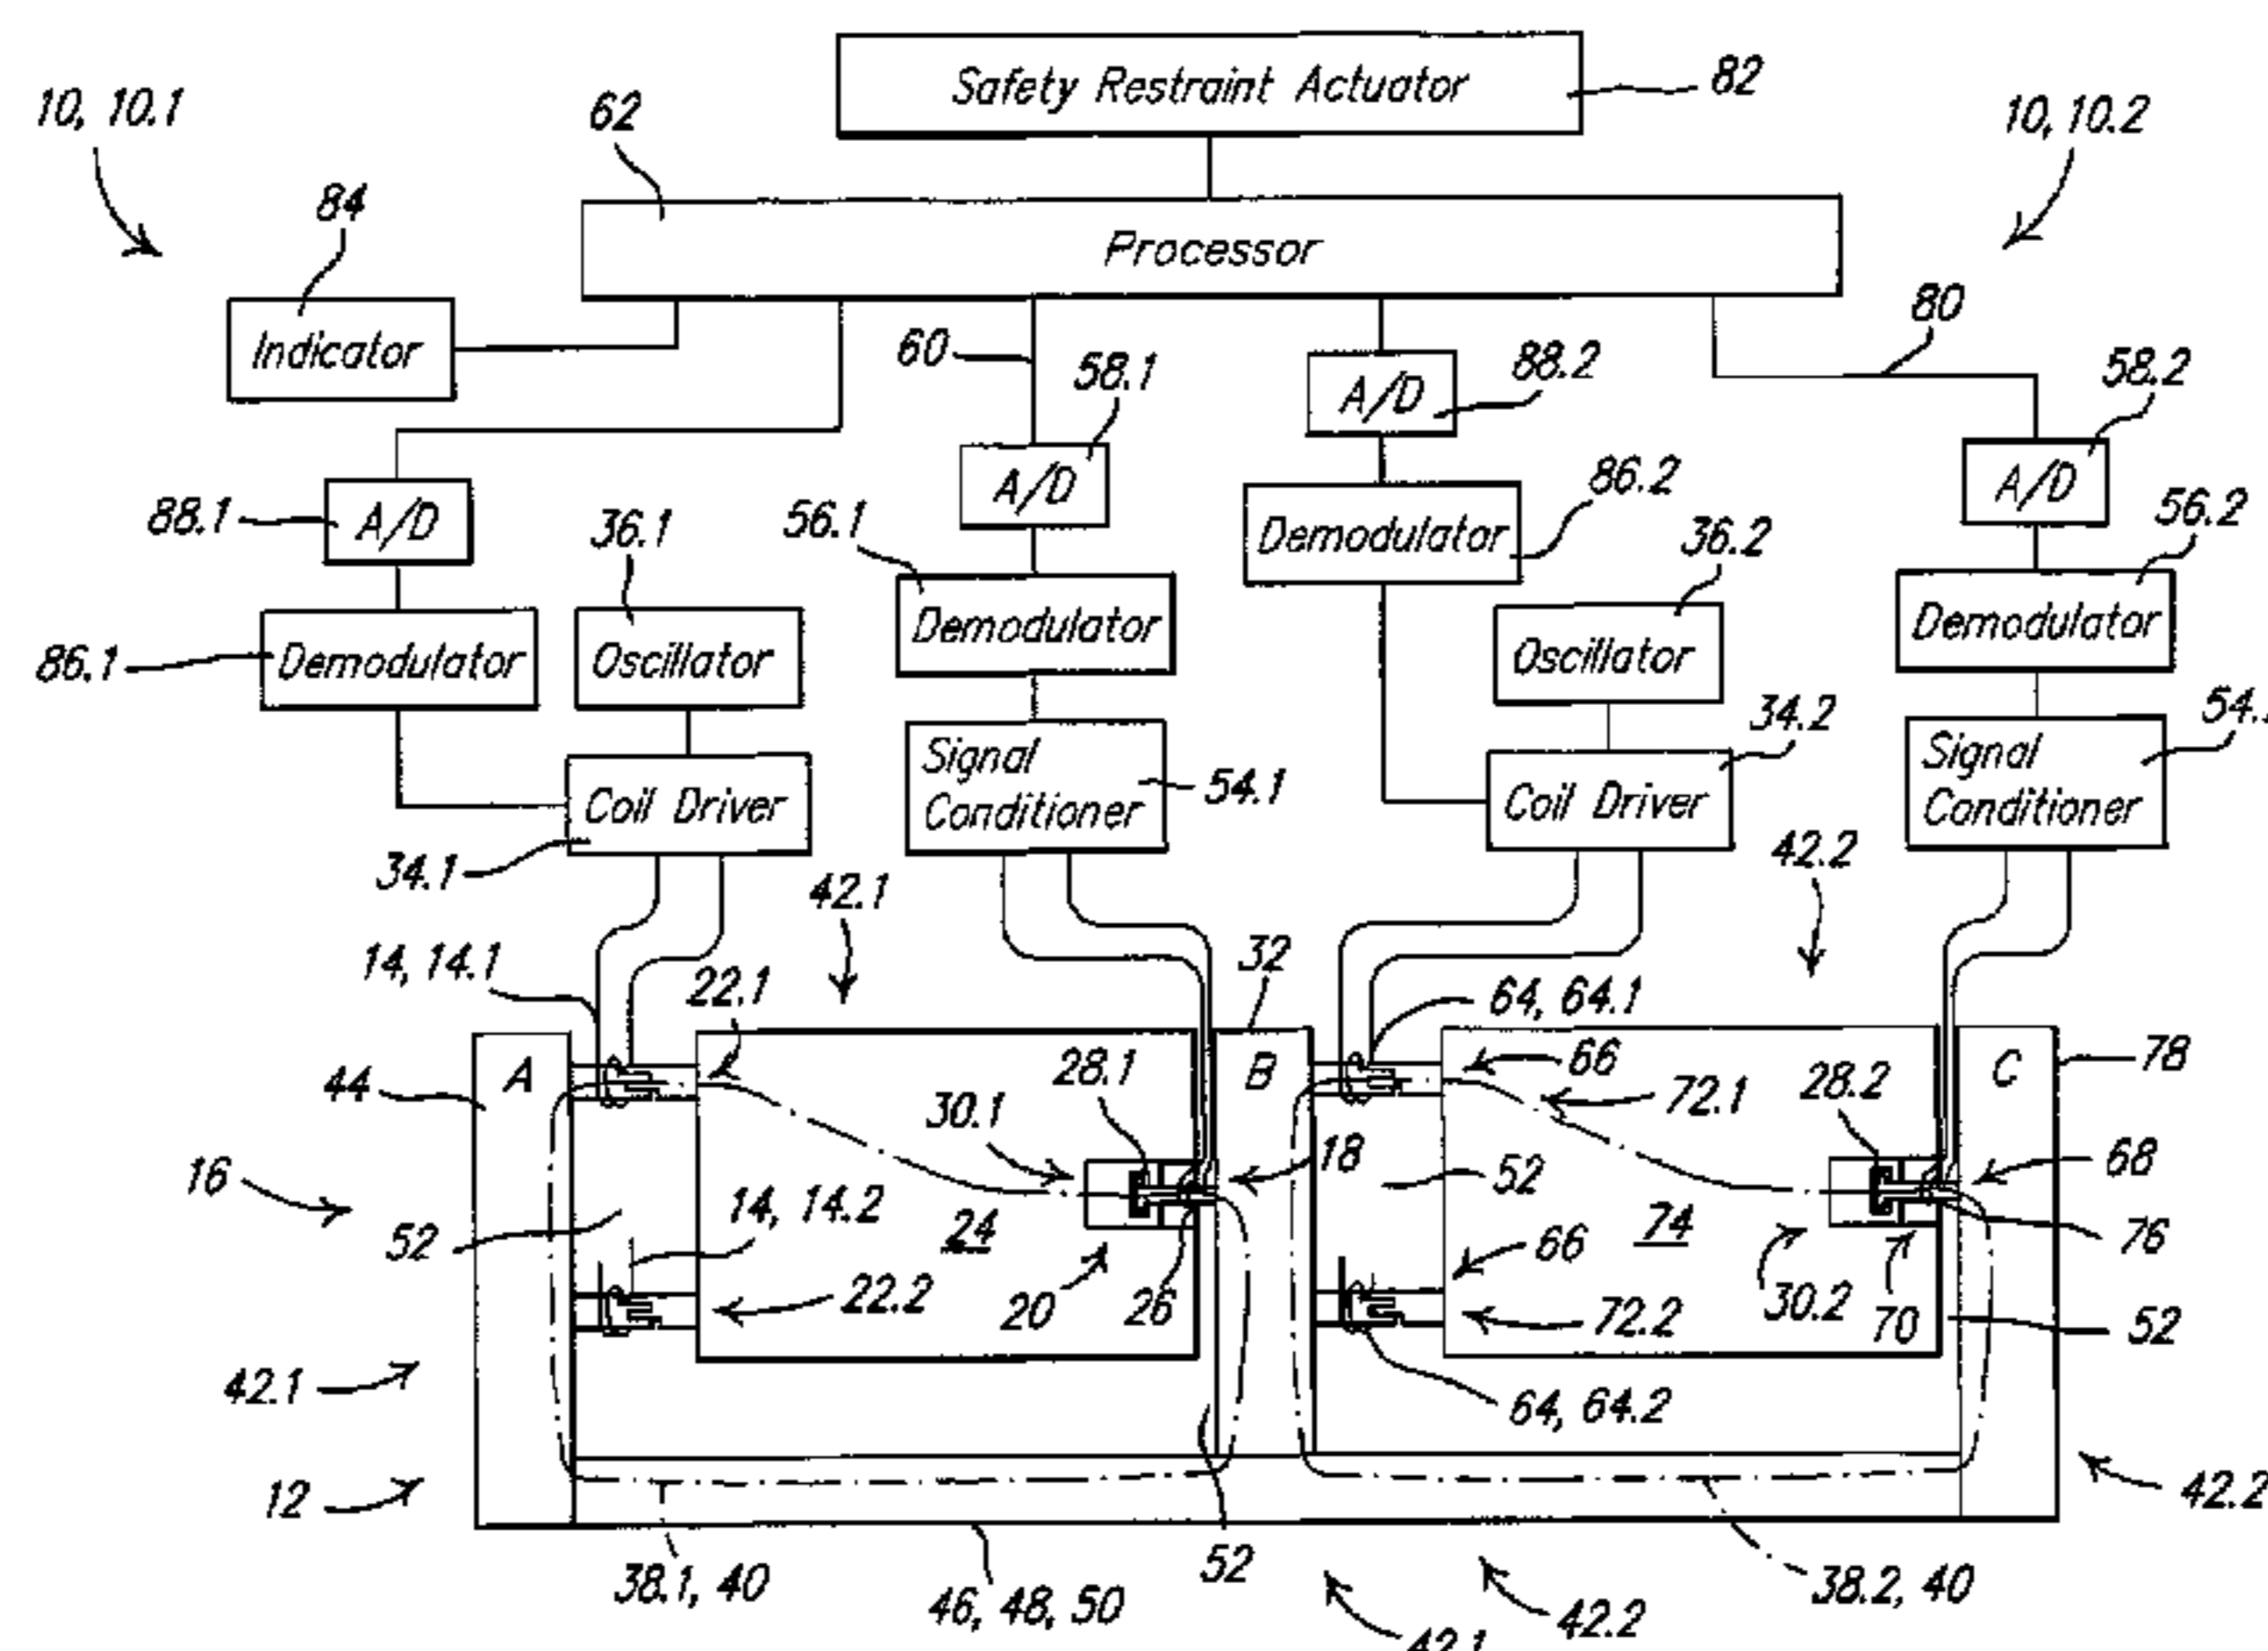 Safety Restraint Actuator
82
10, 10.1
62
10, 10.2
84
Processor
Indicator
60
80
58.1
88.2
58.2
A/D
A/D
A/D
A/D
88.1
36.1
56.1
86.2
36.2
56.2
Demodulator
Demodulator
Demodulator
Demodulator
86.1
Oscillator
Oscillator
34.2
54.
Signal
Conditioner
54.1
Signal
Conditioner
Coil Driver
Coil Driver
34.1
42.1
42.2
14, 14.1
22.1
32
64, 64.1
44
A
28.1
B
66
28.2
C
78
30.1
72.1
16
18
68
52
14, 14.2
24
52
66
74
76
22.2
20
26
72.2
30.2
70
52
42.1
64, 64.2
12
42.2
38.1, 40
46, 48, 50
52
42.1
42.2
38.2, 40